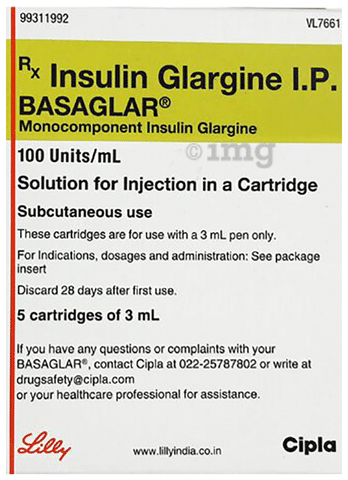 99311992 VL7661
Rx Insulin Glargine I.P.
BASAGLAR®
Monocomponent Insulin Glargine
100 Units/mL
©1mg
Solution for Injection in a Cartridge
Subcutaneous use
These cartridges are for use with a 3 mL pen only.
For Indications, dosages and administration: See package
insert
Discard 28 days after first use.
5 cartridges of 3 mL
If you have any questions or complaints with your
BASAGLAR®, contact Cipla at 022-25787802 or write at
drugsafety@cipla.com
or your healthcare professional for assistance.
Lilly www.lillyindia.co.in Cipla